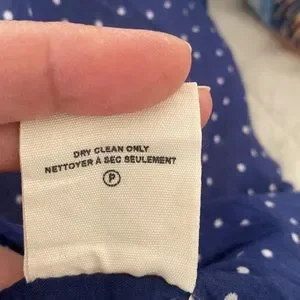 DRY CLEAN ONLY
NETTOYER À SEC SEULEMENT
P